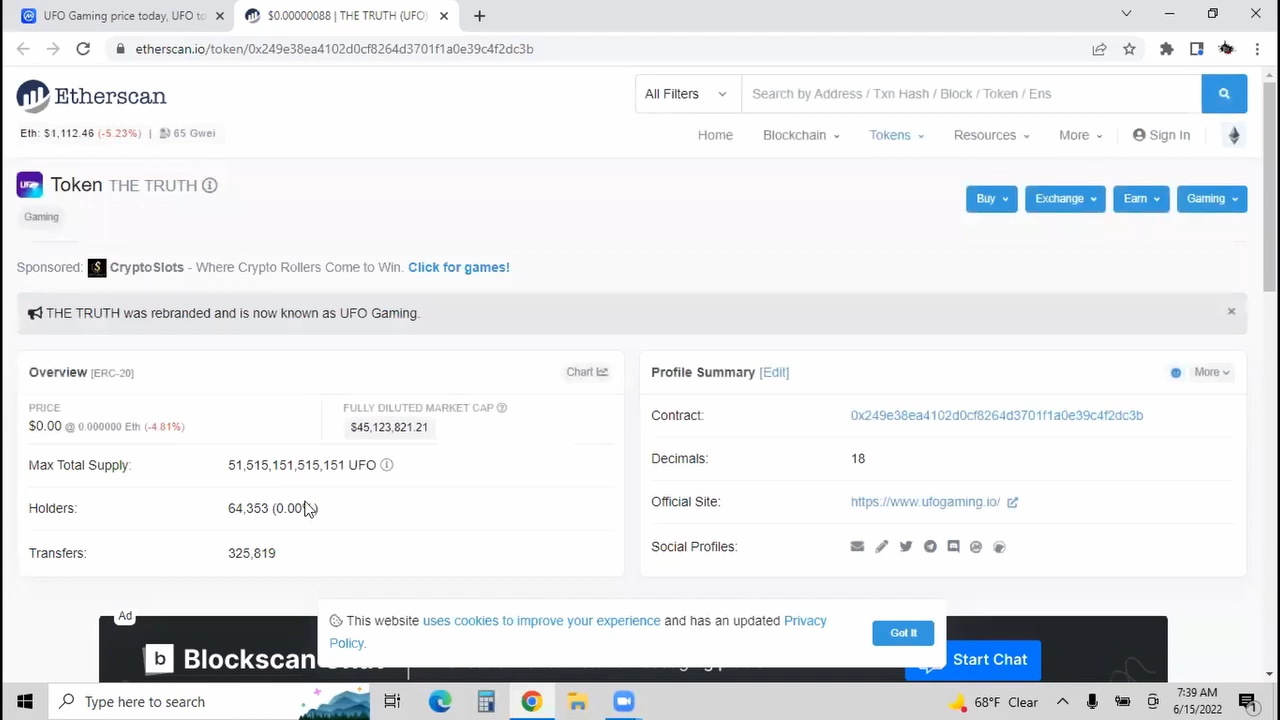 UFO Gaming price today, UFO to
$0.00000088 | THE TRUTH (UFO)
etherscan.io/token/0x249e38ea4102d0cf8264d3701f1a0e39c4f2dc3b
Etherscan
All Filters
Search by Address / Txn Hash / Block / Token / Ens
Eth: $1,112.46 (-5.23%) | 65 Gwei
Home Blockchain Tokens Resources More Sign In
Token THE TRUTH
Buy Exchange Earn Gaming
Gaming
Sponsored: CryptoSlots - Where Crypto Rollers Come to Win. Click for games!
THE TRUTH was rebranded and is now known as UFO Gaming.
Overview [ERC-20] Chart
PRICE
$0.00 @ 0.000000 Eth (-4.81%)
FULLY DILUTED MARKET CAP
$45,123,821.21
Max Total Supply: 51,515,151,515,151 UFO
Holders: 64,353
Transfers: 325,819
Profile Summary [Edit] More
Contract: 0x249e38ea4102d0cf8264d3701f1a0e39c4f2dc3b
Decimals: 18
Official Site: https://www.ufogaming.io/
Social Profiles:
Ad
b Blockscan
Start Chat
This website uses cookies to improve your experience and has an updated Privacy
Policy.
Got It
Type here to search
68°F Clear
7:39 AM
6/15/2022
1